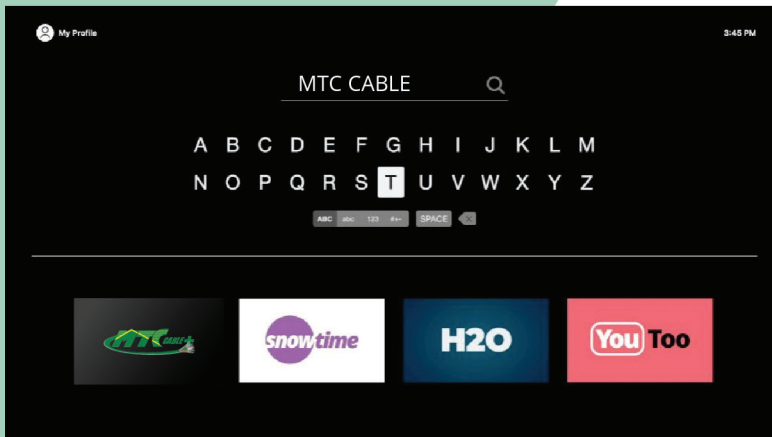 My Profile
3:45 PM
MTC CABLE
A B C D E F G H I J K L M
N O P Q R S T U V W X Y Z
ABC abc 123 #+- SPACE
MTC CABLE+
snowtime
H2O
You Too